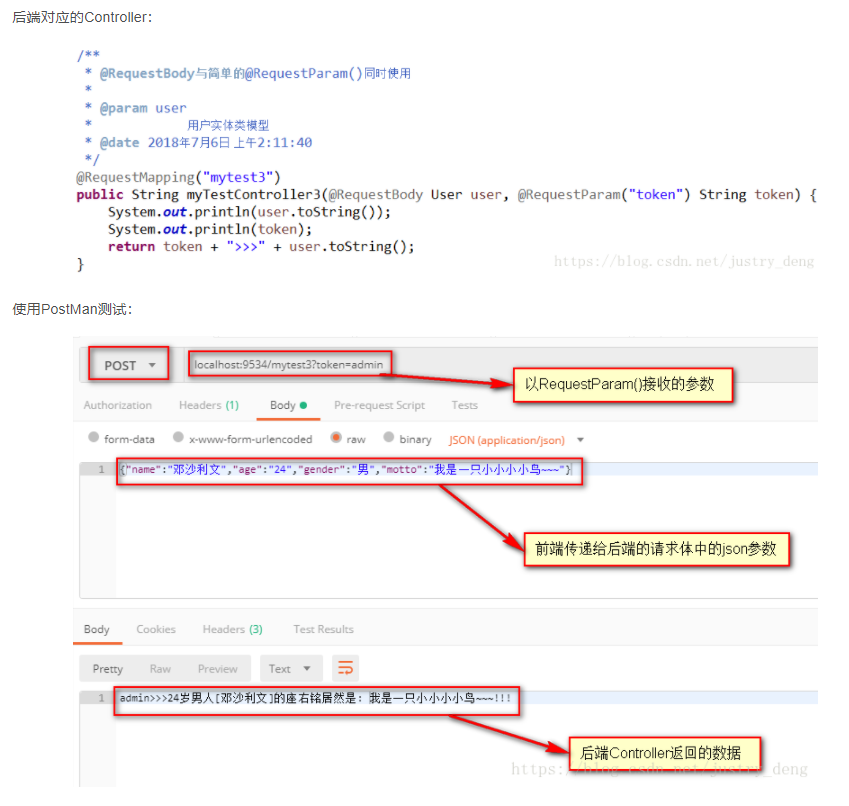 后端对应的Controller：
/**
 * @RequestBody与简单的@RequestParam()同时使用
 *
 * @param user
 *            用户实体类模型
 * @date 2018年7月6日 上午2:11:40
 */
@RequestMapping("mytest3")
public String myTestController3(@RequestBody User user, @RequestParam("token") String token) {
    System.out.println(user.toString());
    System.out.println(token);
    return token + ">>>" + user.toString();
}
https://blog.csdn.net/justry_deng
使用PostMan测试：
POST localhost:9534/mytest3?token=admin
以RequestParam()接收的参数
Authorization Headers (1) Body Pre-request Script Tests
form-data x-www-form-urlencoded raw binary JSON (application/json)
1 {"name":"邓沙利文","age":"24","gender":"男","motto":"我是一只小小小小鸟~~~"}
前端传递给后端的请求体中的json参数
Body Cookies Headers (3) Test Results
Pretty Raw Preview Text
1 admin>>>24岁男人[邓沙利文]的座右铭居然是: 我是一只小小小小鸟~~~!!!
后端Controller返回的数据
https://blog.csdn.net/justry_deng